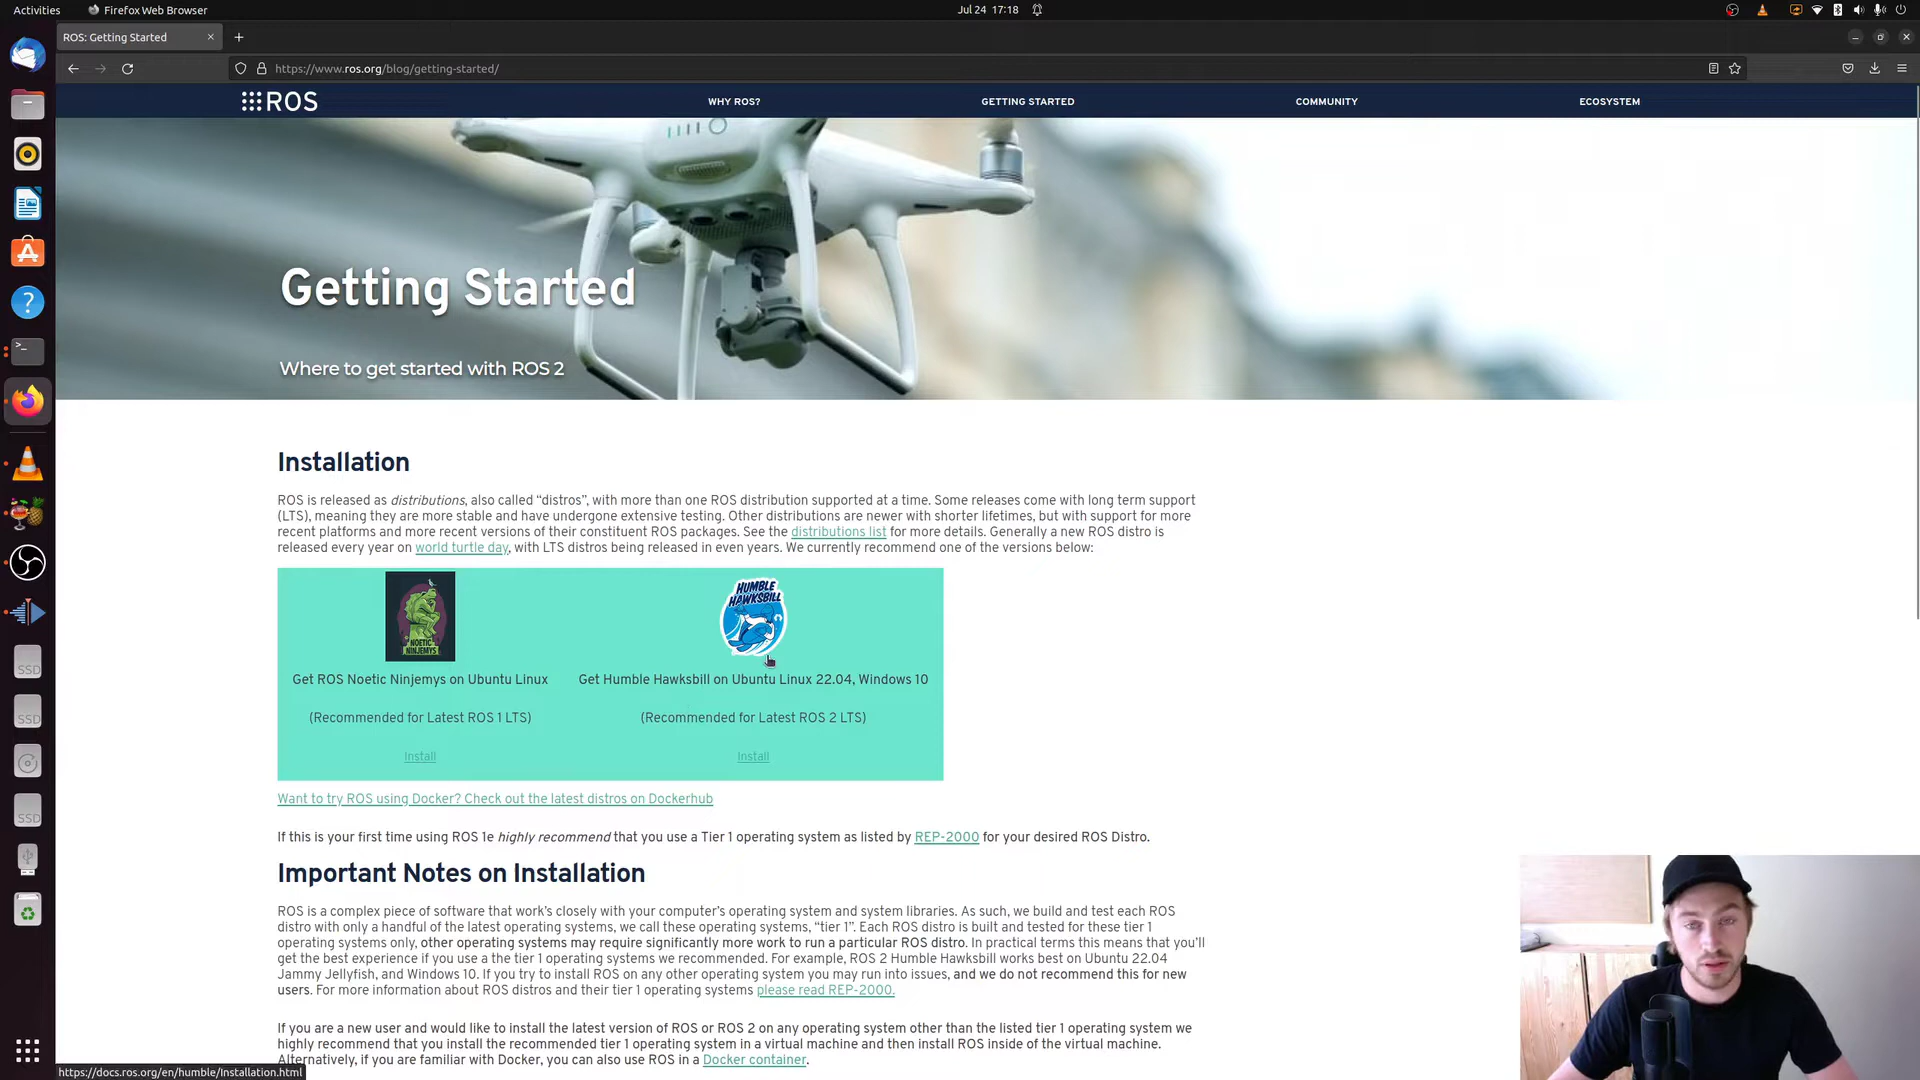 Activities
Firefox Web Browser
Jul 24 17:18
ROS: Getting Started
https://www.ros.org/blog/getting-started/
ROS
WHY ROS?
GETTING STARTED
COMMUNITY
ECOSYSTEM
Getting Started
Where to get started with ROS 2
Installation
ROS is released as distributions, also called “distros”, with more than one ROS distribution supported at a time. Some releases come with long term support
(LTS), meaning they are more stable and have undergone extensive testing. Other distributions are newer with shorter lifetimes, but with support for more
recent platforms and more recent versions of their constituent ROS packages. See the distributions list for more details. Generally a new ROS distro is
released every year on world turtle day, with LTS distros being released in even years. We currently recommend one of the versions below:
NOETIC
NINJEMYS
HUMBLE
HAWKSBILL
Get ROS Noetic Ninjemys on Ubuntu Linux
Get Humble Hawksbill on Ubuntu Linux 22.04, Windows 10
(Recommended for Latest ROS 1 LTS)
(Recommended for Latest ROS 2 LTS)
Install
Install
Want to try ROS using Docker? Check out the latest distros on Dockerhub
If this is your first time using ROS 1e highly recommend that you use a Tier 1 operating system as listed by REP-2000 for your desired ROS Distro.
Important Notes on Installation
ROS is a complex piece of software that work’s closely with your computer’s operating system and system libraries. As such, we build and test each ROS
distro with only a handful of the latest operating systems, we call these operating systems, “tier 1”. Each ROS distro is built and tested for these tier 1
operating systems only, other operating systems may require significantly more work to run a particular ROS distro. In practical terms this means that you’ll
get the best experience if you use a the tier 1 operating systems we recommended. For example, ROS 2 Humble Hawksbill works best on Ubuntu 22.04
Jammy Jellyfish, and Windows 10. If you try to install ROS on any other operating system you may run into issues, and we do not recommend this for new
users. For more information about ROS distros and their tier 1 operating systems please read REP-2000.
If you are a new user and would like to install the latest version of ROS or ROS 2 on any operating system other than the listed tier 1 operating system we
highly recommend that you install the recommended tier 1 operating system in a virtual machine and then install ROS inside of the virtual machine.
Alternatively, if you are familiar with Docker, you can also use ROS in a Docker container.
https://docs.ros.org/en/humble/Installation.html
SSD
SSD
SSD